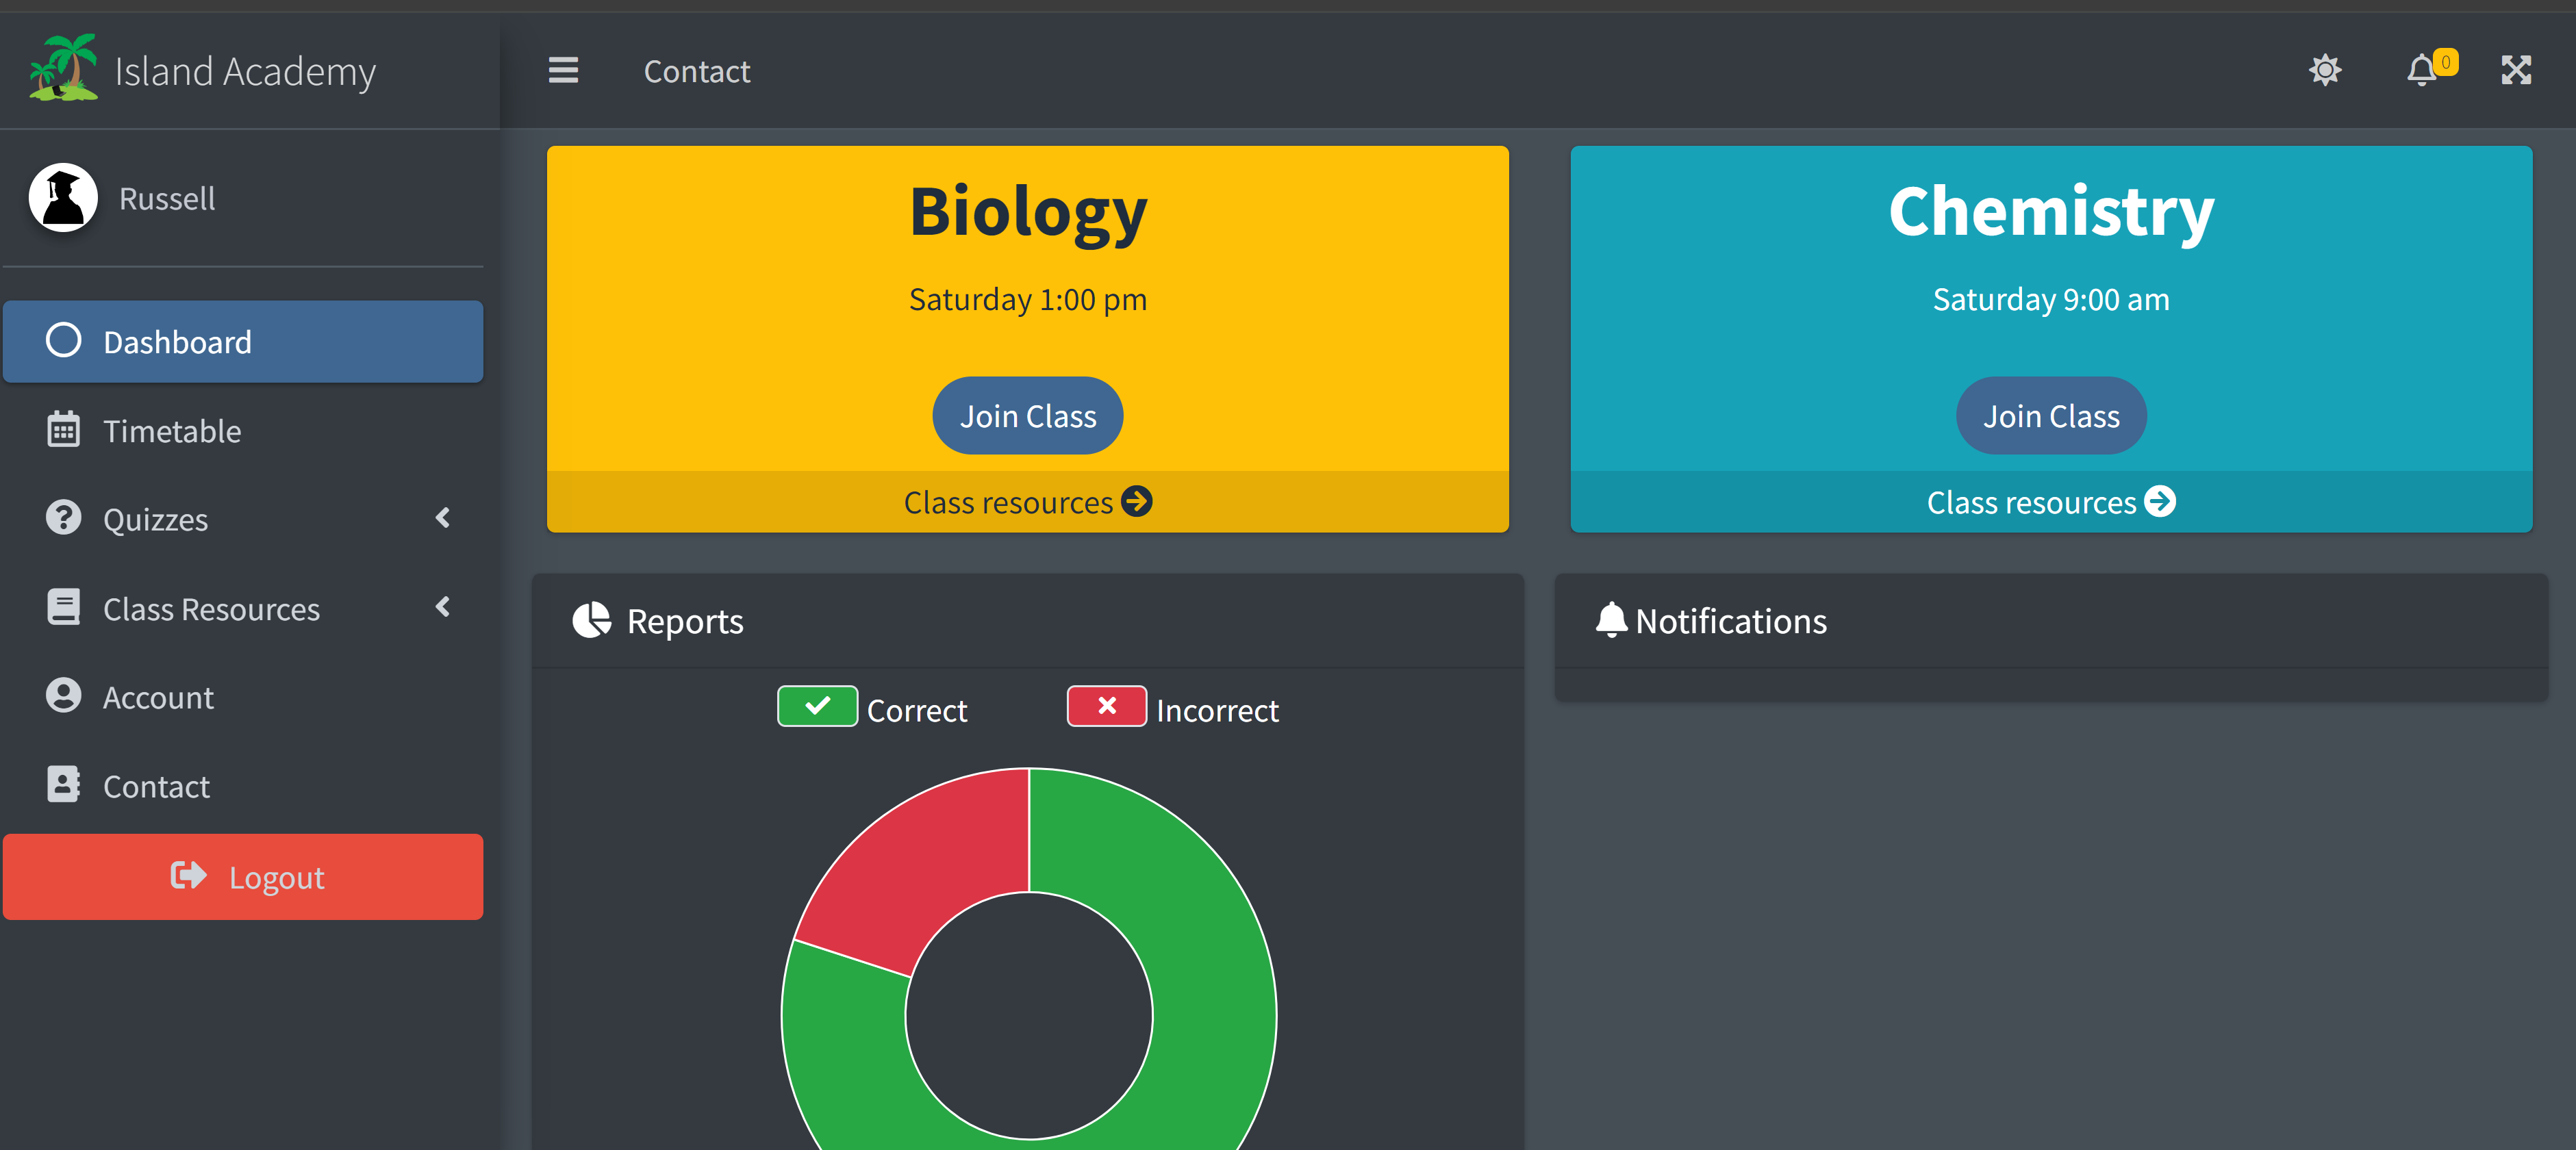 Island Academy
Contact
0
Russell
Dashboard
Timetable
Quizzes
Class Resources
Account
Contact
Logout
Biology
Saturday 1:00 pm
Join Class
Class resources
Chemistry
Saturday 9:00 am
Join Class
Class resources
Reports
Correct
Incorrect
Notifications